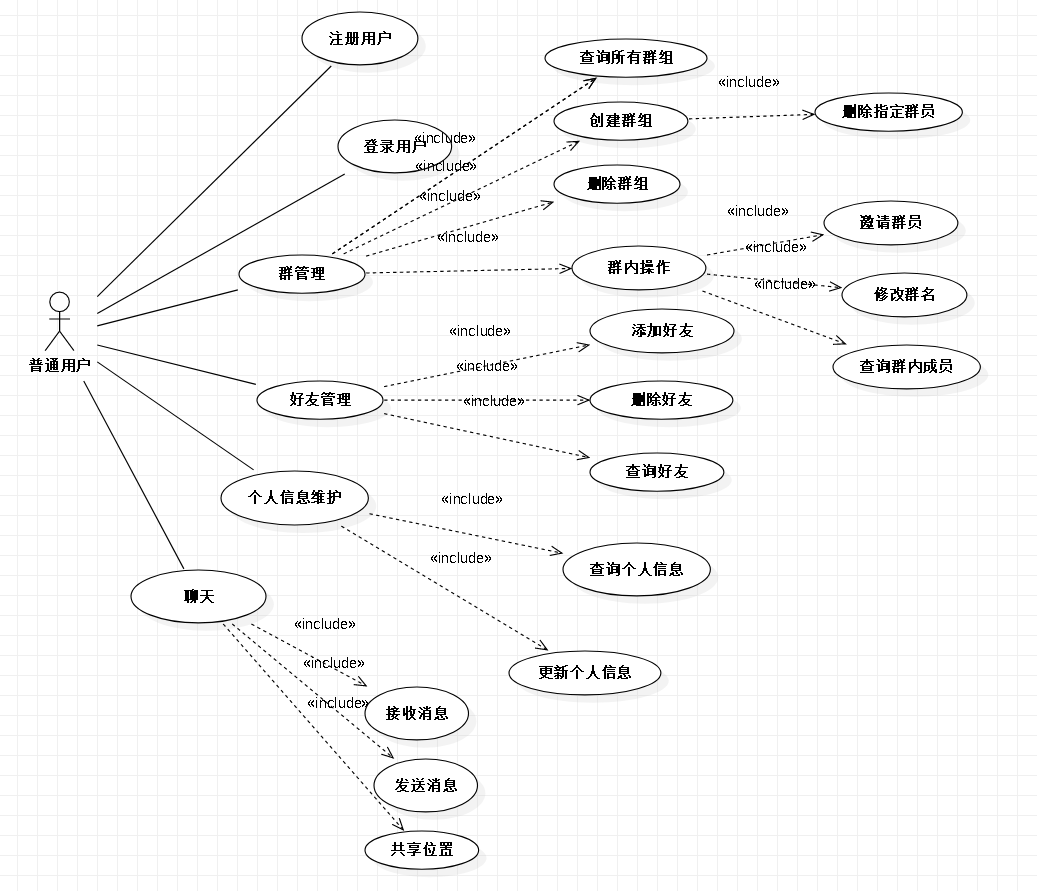 注册用户
查询所有群组
«include»
创建群组
删除指定群员
登录用户
«include»
«include»
删除群组
«include»
«include»
邀请群员
«include»
«include»
群管理
群内操作
«include»
修改群名
添加好友
«include»
普通用户
«include»
查询群内成员
好友管理
«include»
删除好友
查询好友
个人信息维护
«include»
«include»
查询个人信息
聊天
«include»
«include»
更新个人信息
«include»
接收消息
发送消息
共享位置